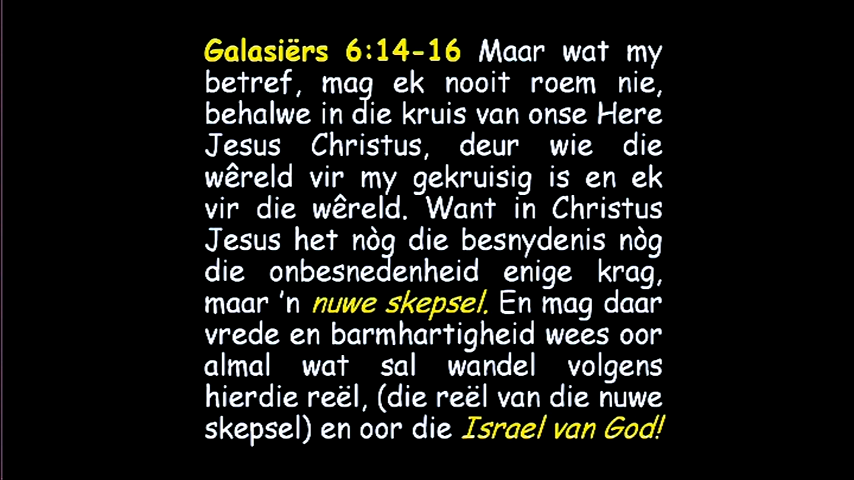 Galasiërs 6:14-16 Maar wat my
betref, mag ek nooit roem nie,
behalwe in die kruis van onse Here
Jesus Christus, deur wie die
wêreld vir my gekruisig is en ek
vir die wêreld. Want in Christus
Jesus het nòg die besnydenis nòg
die onbesnedenheid enige krag,
maar ’n nuwe skepsel. En mag daar
vrede en barmhartigheid wees oor
almal wat sal wandel volgens
hierdie reël, (die reël van die nuwe
skepsel) en oor die Israel van God!